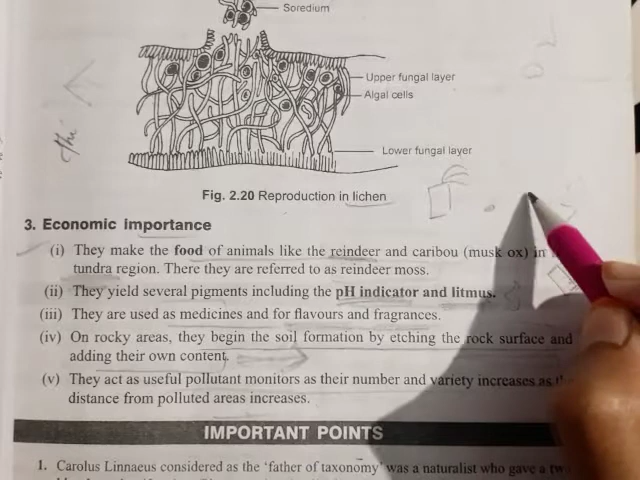 Soredium
Upper fungal layer
Algal cells
Lower fungal layer
Fig. 2.20 Reproduction in lichen
3. Economic importance
(i) They make the food of animals like the reindeer and caribou (musk ox) in
tundra region. There they are referred to as reindeer moss.
(ii) They yield several pigments including the pH indicator and litmus.
(iii) They are used as medicines and for flavours and fragrances.
(iv) On rocky areas, they begin the soil formation by etching the rock surface and
adding their own content.
(v) They act as useful pollutant monitors as their number and variety increases as
distance from polluted areas increases.
IMPORTANT POINTS
1. Carolus Linnaeus considered as the ‘father of taxonomy’ was a naturalist who gave a